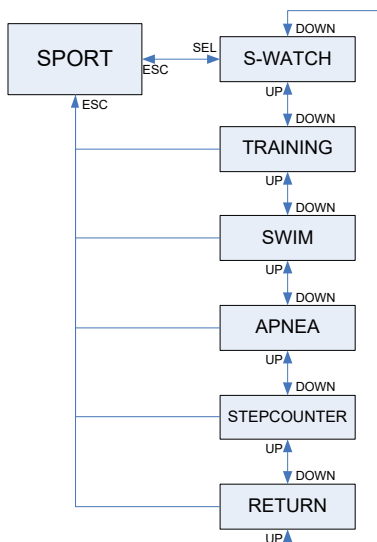 DOWN
SPORT
SEL
S-WATCH
ESC
UP
ESC
DOWN
TRAINING
UP
DOWN
SWIM
UP
DOWN
APNEA
UP
DOWN
STEPCOUNTER
UP
DOWN
RETURN
UP